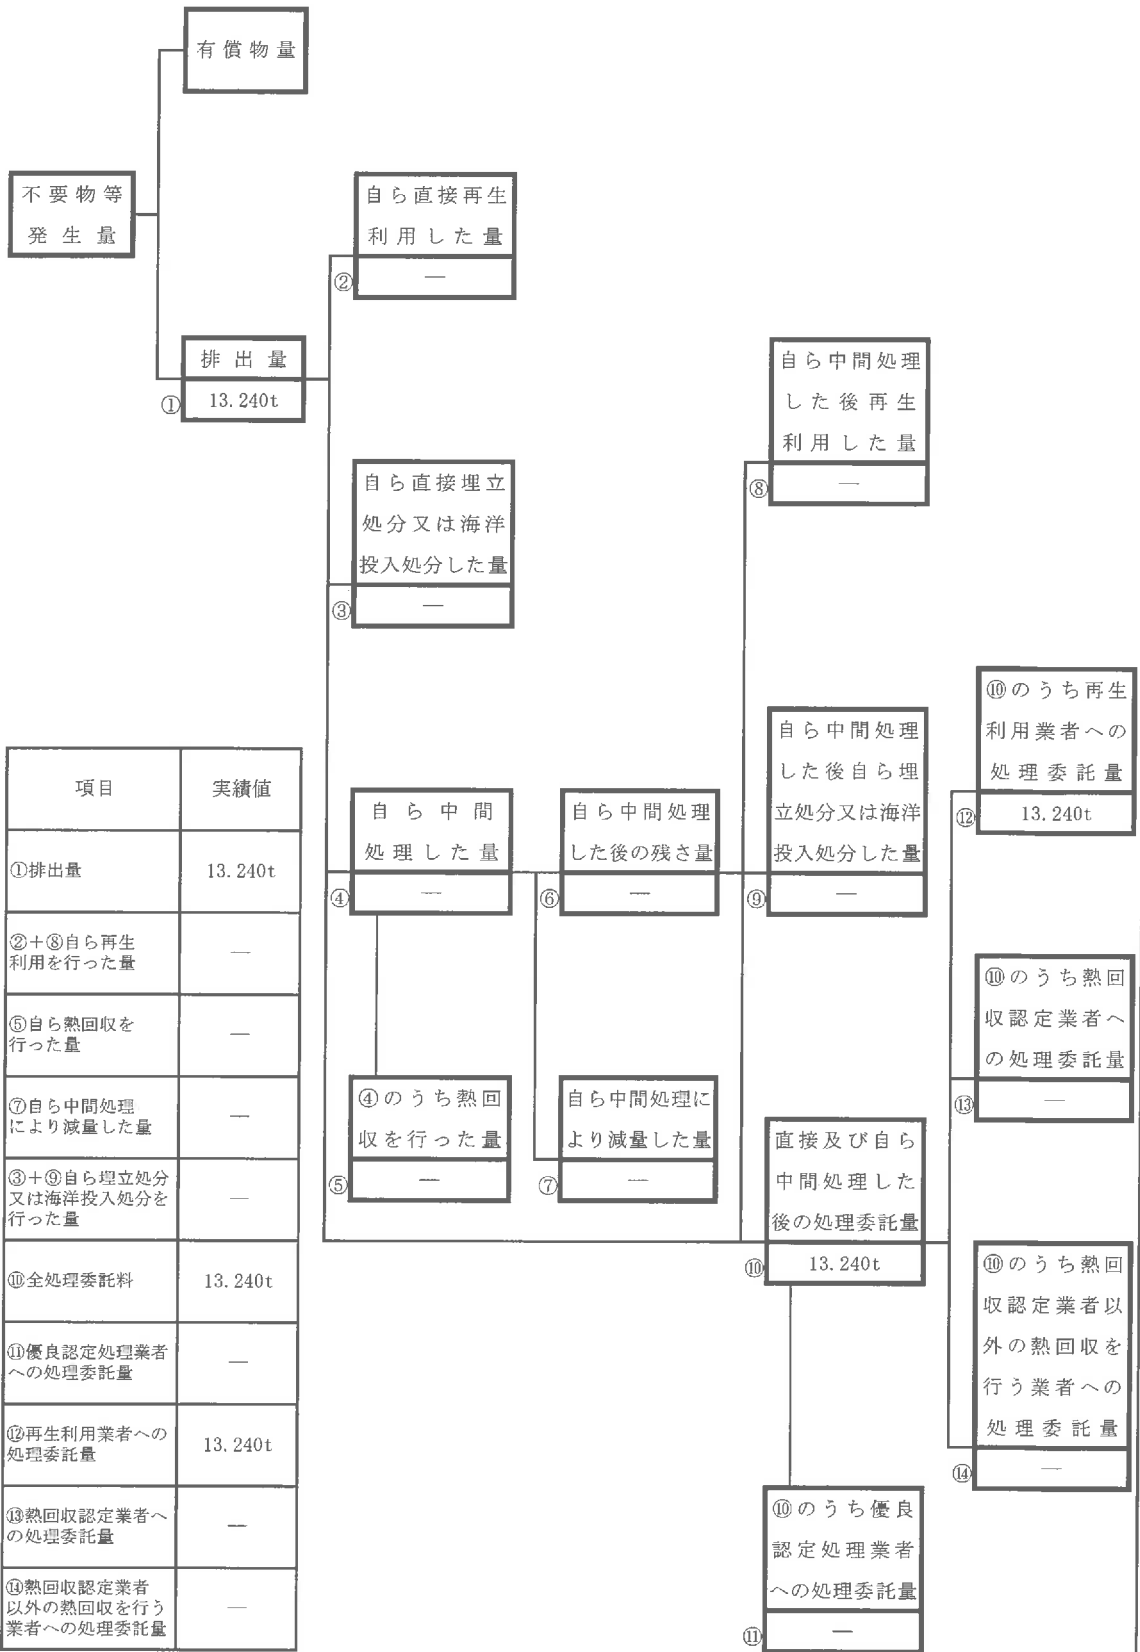 有償物量
不要物等
発生量
自ら直接再生
利用した量
②
—
排出量
①
13.240t
自ら中間処理
した後再生
利用した量
⑧
—
自ら直接埋立
処分又は海洋
投入処分した量
③
—
⑩のうち再生
利用業者への
処理委託量
⑫
13.240t
自ら中間処理
した後自ら埋
立処分又は海洋
投入処分した量
⑨
—
自ら中間
処理した量
④
—
自ら中間処理
した後の残さ量
⑥
—
⑩のうち熱回
収認定業者へ
の処理委託量
⑬
—
④のうち熱回
収を行った量
⑤
—
自ら中間処理に
より減量した量
⑦
—
直接及び自ら
中間処理した
後の処理委託量
⑩
13.240t
⑩のうち熱回
収認定業者以
外の熱回収を
行う業者への
処理委託量
⑭
—
⑩のうち優良
認定処理業者
への処理委託量
⑪
—
項目 実績値
①排出量 13.240t
②+⑧自ら再生
利用を行った量 —
⑤自ら熱回収を
行った量 —
⑦自ら中間処理
により減量した量 —
③+⑨自ら埋立処分
又は海洋投入処分を
行った量 —
⑩全処理委託料 13.240t
⑪優良認定処理業者
への処理委託量 —
⑫再生利用業者への
処理委託量 13.240t
⑬熱回収認定業者へ
の処理委託量 —
⑭熱回収認定業者
以外の熱回収を行う
業者への処理委託量 —